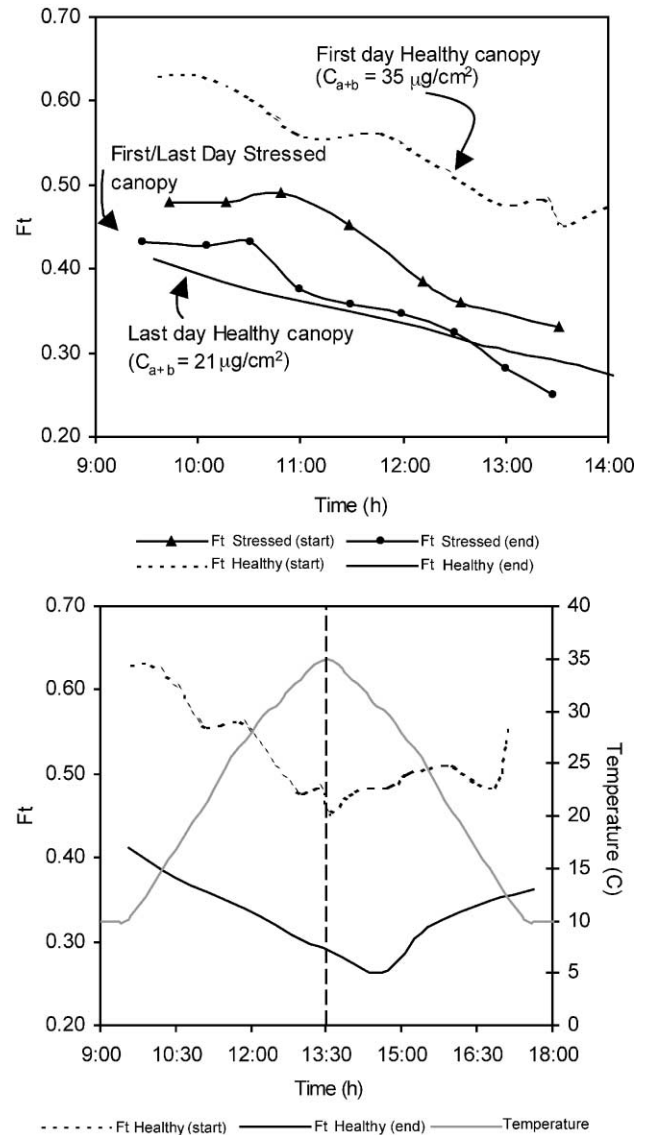 0.70
0.60
0.50
0.40
0.30
0.20
Ft
First day Healthy canopy
(Ca+b = 35 μg/cm²)
First/Last Day Stressed
canopy
Last day Healthy canopy
(Ca+b = 21 μg/cm²)
9:00 10:00 11:00 12:00 13:00 14:00
Time (h)
Ft Stressed (start) Ft Stressed (end)
Ft Healthy (start) Ft Healthy (end)
0.70
0.60
0.50
0.40
0.30
0.20
Ft
40
35
30
25
20
15
10
5
0
Temperature (C)
9:00 10:30 12:00 13:30 15:00 16:30 18:00
Time (h)
Ft Healthy (start) Ft Healthy (end) Temperature